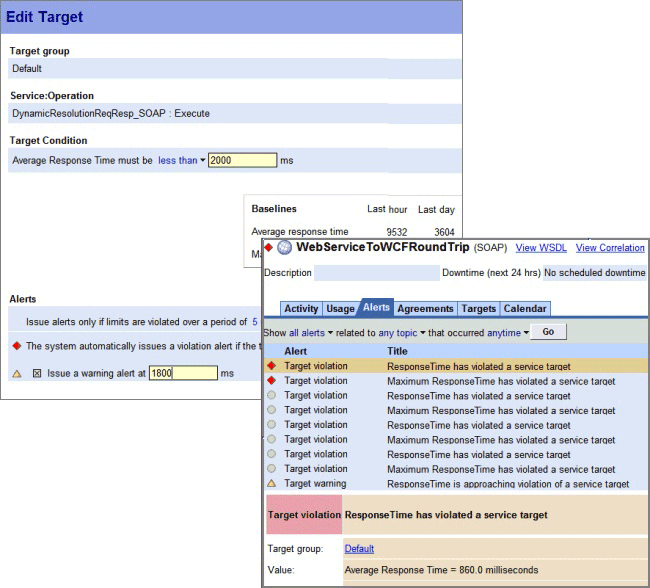 Edit Target
Target group
Default
Service:Operation
DynamicResolutionReqResp_SOAP : Execute
Target Condition
Average Response Time must be less than 2000 ms
Baselines Last hour Last day
Average response time 9532 3604
Alerts
Issue alerts only if limits are violated over a period of 5
The system automatically issues a violation alert if the
Issue a warning alert at 1800 ms
WebServiceToWCFRoundTrip (SOAP) View WSDL View Correlation
Description Downtime (next 24 hrs) No scheduled downtime
Activity Usage Alerts Agreements Targets Calendar
Show all alerts related to any topic that occurred anytime Go
Alert Title
Target violation ResponseTime has violated a service target
Target violation Maximum ResponseTime has violated a service target
Target violation ResponseTime has violated a service target
Target violation Maximum ResponseTime has violated a service target
Target violation ResponseTime has violated a service target
Target violation Maximum ResponseTime has violated a service target
Target violation ResponseTime has violated a service target
Target violation Maximum ResponseTime has violated a service target
Target warning ResponseTime is approaching violation of a service target
Target violation ResponseTime has violated a service target
Target group: Default
Value: Average Response Time = 860.0 milliseconds